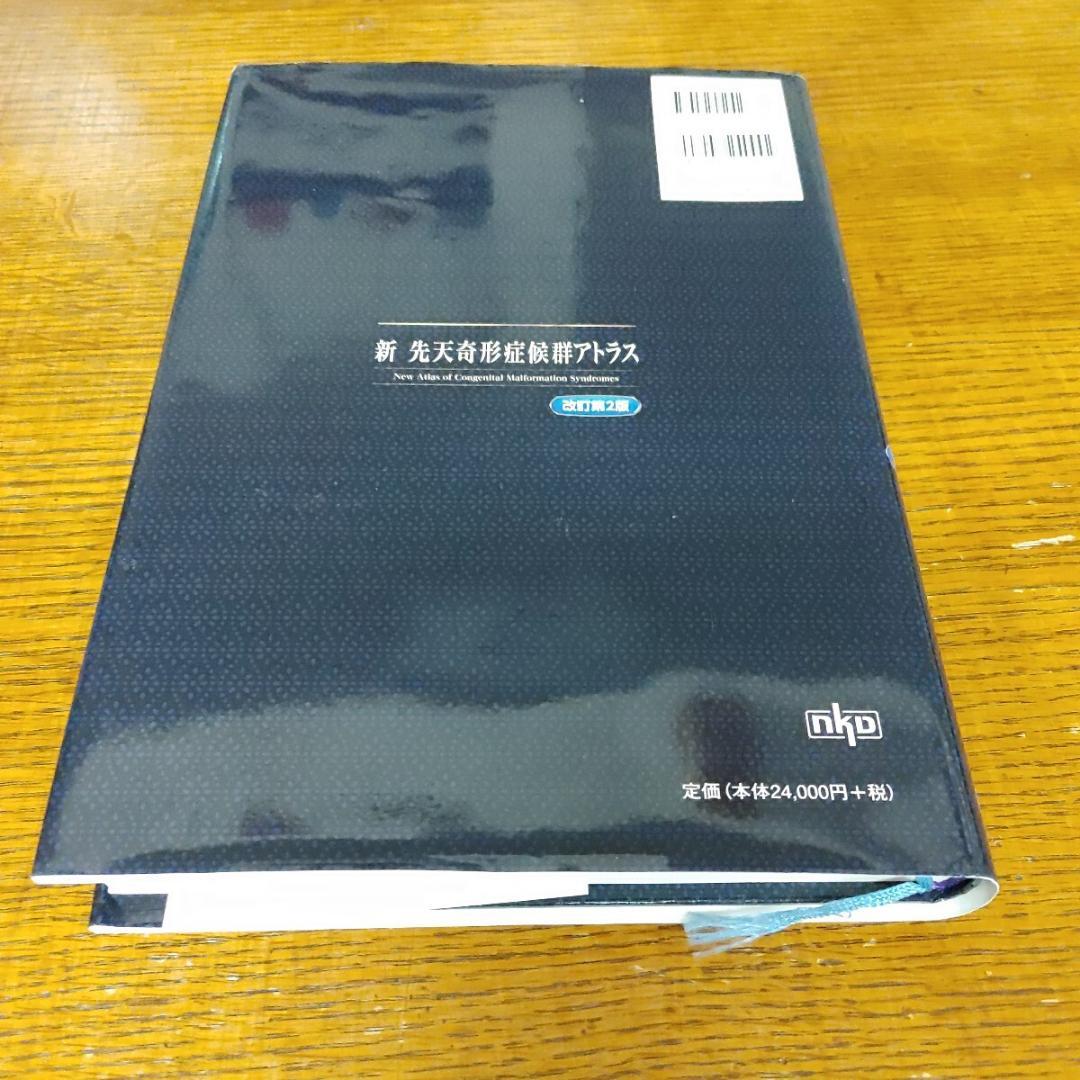 新 先天奇形症候群アトラス
New Atlas of Congenital Malformation Syndromes
改訂第2版
nkD
定価(本体24,000円+税)